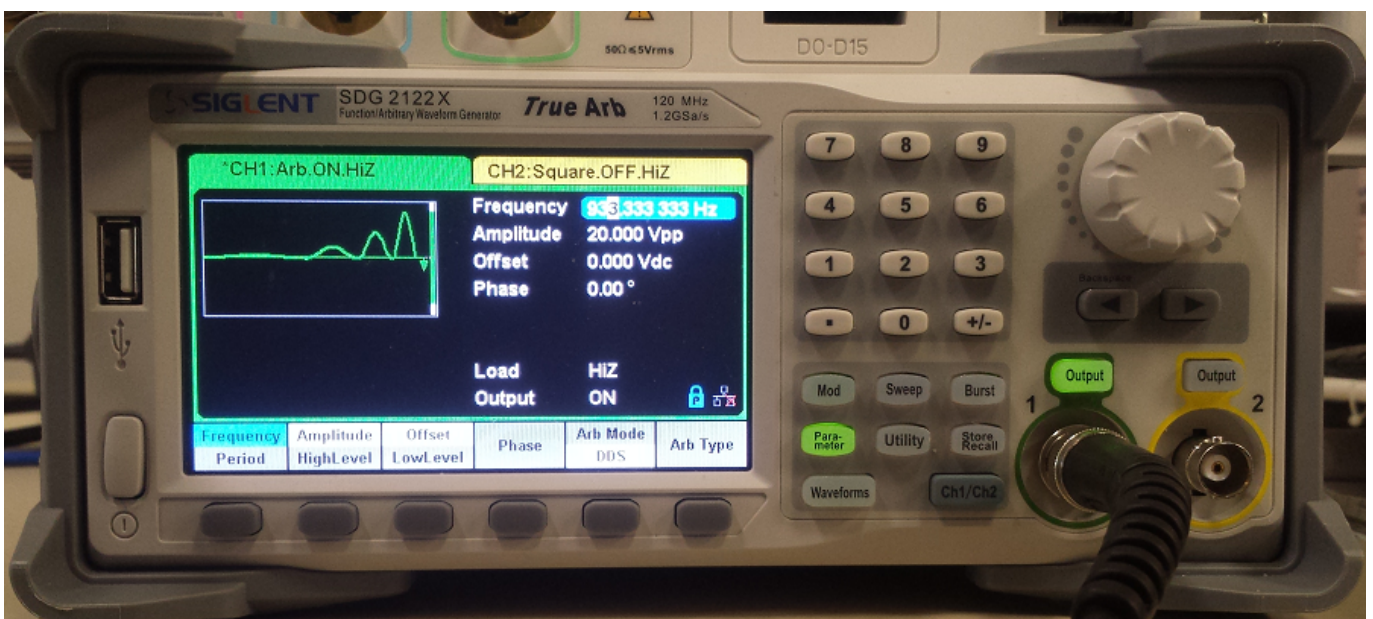 50Ω≤5Vrms
D0-D15
SIGLENT
SDG 2122X
Function/Arbitrary Waveform Generator
True Arb
120 MHz
1.2GSa/s
*CH1:Arb.ON.HiZ
CH2:Square.OFF.HiZ
Frequency 933.333 333 Hz
Amplitude 20.000 Vpp
Offset 0.000 Vdc
Phase 0.00 °
Load HiZ
Output ON
P
Frequency
Period
Amplitude
HighLevel
Offset
LowLevel
Phase
Arb Mode
DDS
Arb Type
7 8 9
4 5 6
1 2 3
. 0 +/-
Backspace
Mod Sweep Burst
Para-
meter
Utility
Store
Recall
Waveforms
Ch1/Ch2
Output
Output
1
2